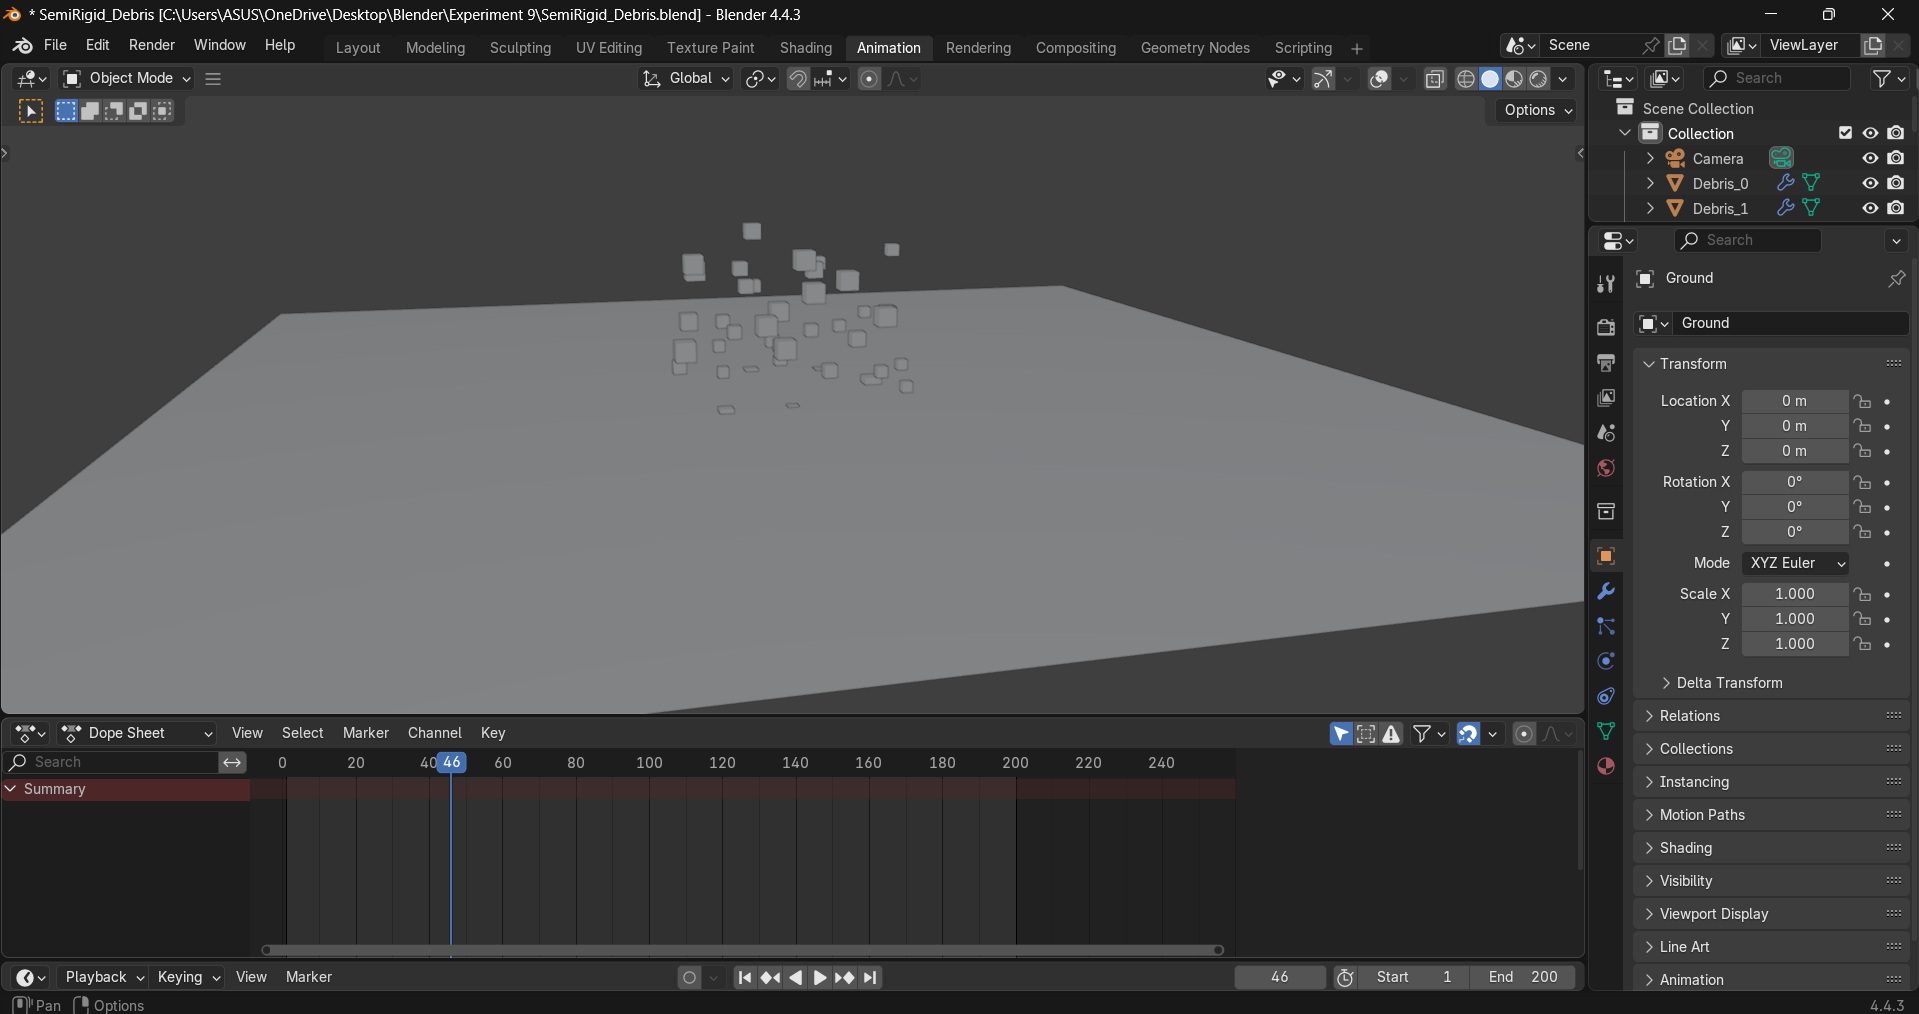 * SemiRigid_Debris [C:\Users\ASUS\OneDrive\Desktop\Blender\Experiment 9\SemiRigid_Debris.blend] - Blender 4.4.3
File Edit Render Window Help Layout Modeling Sculpting UV Editing Texture Paint Shading Animation Rendering Compositing Geometry Nodes Scripting + Scene ViewLayer
Object Mode Global Search
Options
Scene Collection
Collection
Camera
Debris_0
Debris_1
Search
Ground
Ground
Transform
Location X 0 m
Y 0 m
Z 0 m
Rotation X 0°
Y 0°
Z 0°
Mode XYZ Euler
Scale X 1.000
Y 1.000
Z 1.000
Delta Transform
Relations
Collections
Instancing
Motion Paths
Shading
Visibility
Viewport Display
Line Art
Animation
Dope Sheet View Select Marker Channel Key
Search 0 20 40 46 60 80 100 120 140 160 180 200 220 240
Summary
Playback Keying View Marker 46 Start 1 End 200
Pan Options 4.4.3